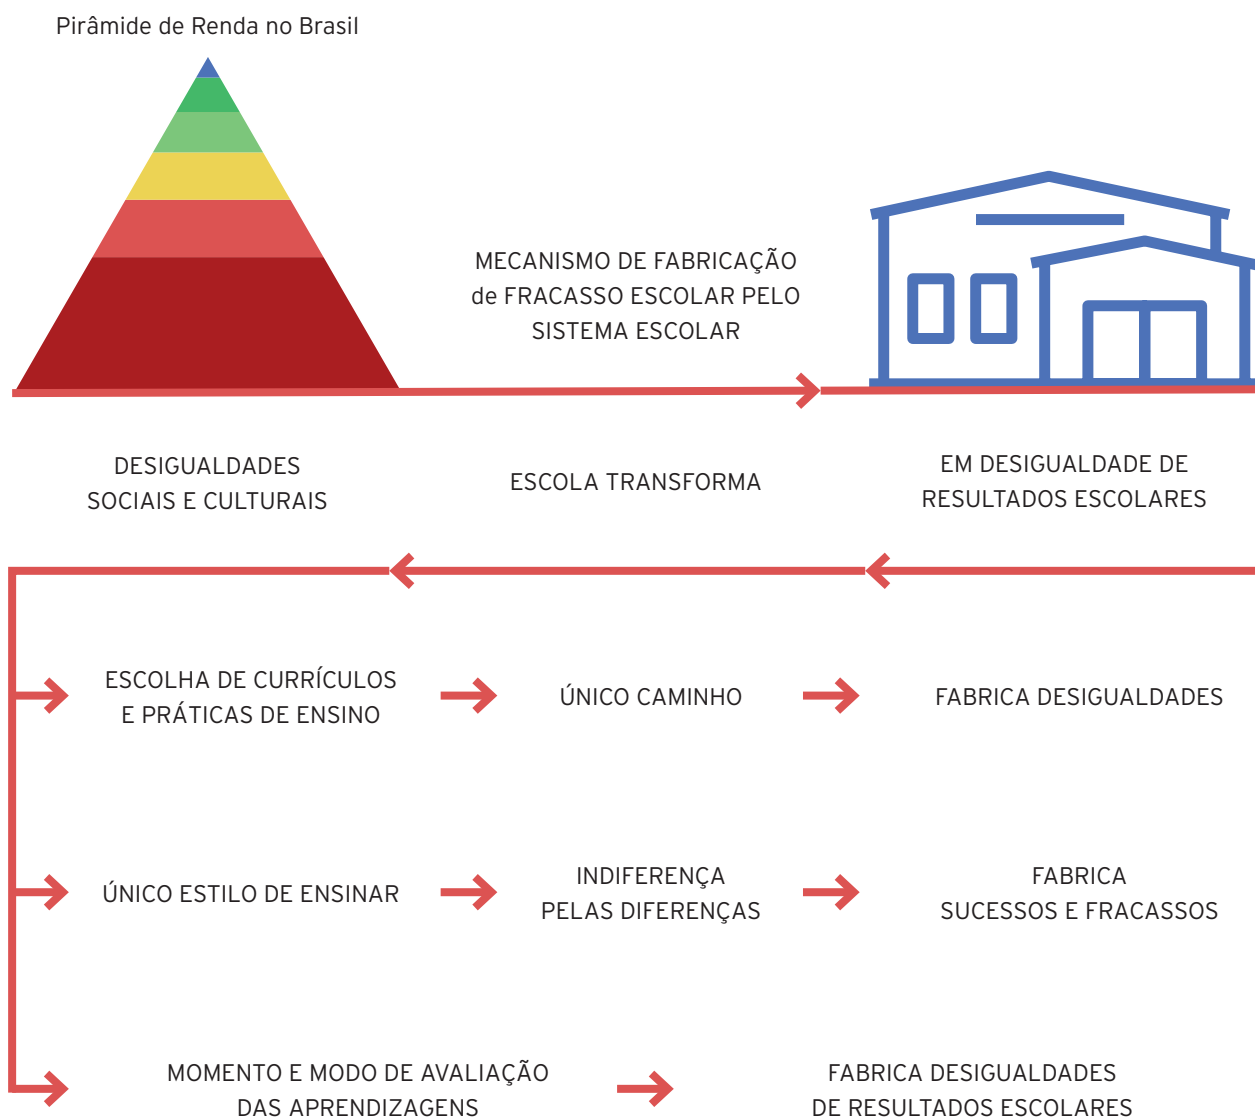 Pirâmide de Renda no Brasil
MECANISMO DE FABRICAÇÃO
de FRACASSO ESCOLAR PELO
SISTEMA ESCOLAR
DESIGUALDADES
SOCIAIS E CULTURAIS
ESCOLA TRANSFORMA
EM DESIGUALDADE DE
RESULTADOS ESCOLARES
ESCOLHA DE CURRÍCULOS
E PRÁTICAS DE ENSINO
ÚNICO CAMINHO
FABRICA DESIGUALDADES
ÚNICO ESTILO DE ENSINAR
INDIFERENÇA
PELAS DIFERENÇAS
FABRICA
SUCESSOS E FRACASSOS
MOMENTO E MODO DE AVALIAÇÃO
DAS APRENDIZAGENS
FABRICA DESIGUALDADES
DE RESULTADOS ESCOLARES